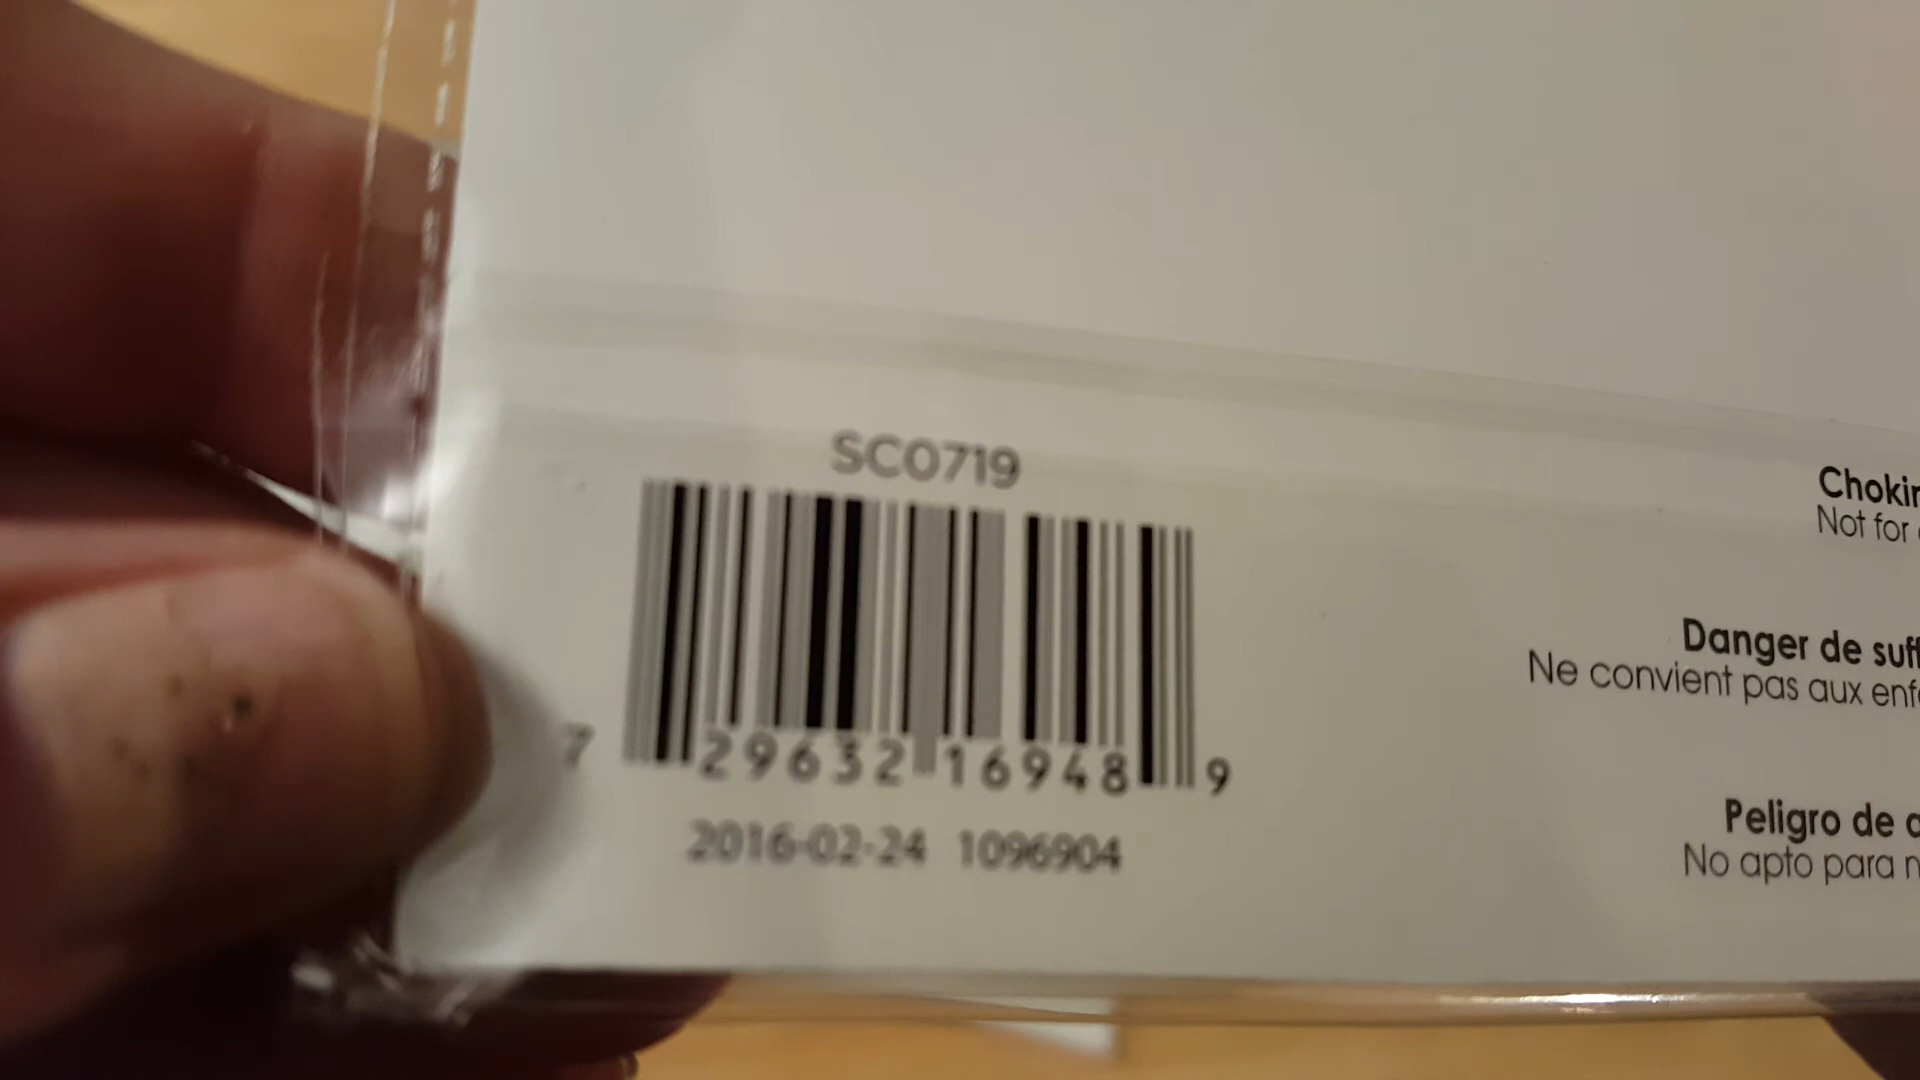 SC0719
7 29632 16948 9
2016-02-24 1096904
Chokin
Not for
Danger de suff
Ne convient pas aux enf
Peligro de
No apto para n